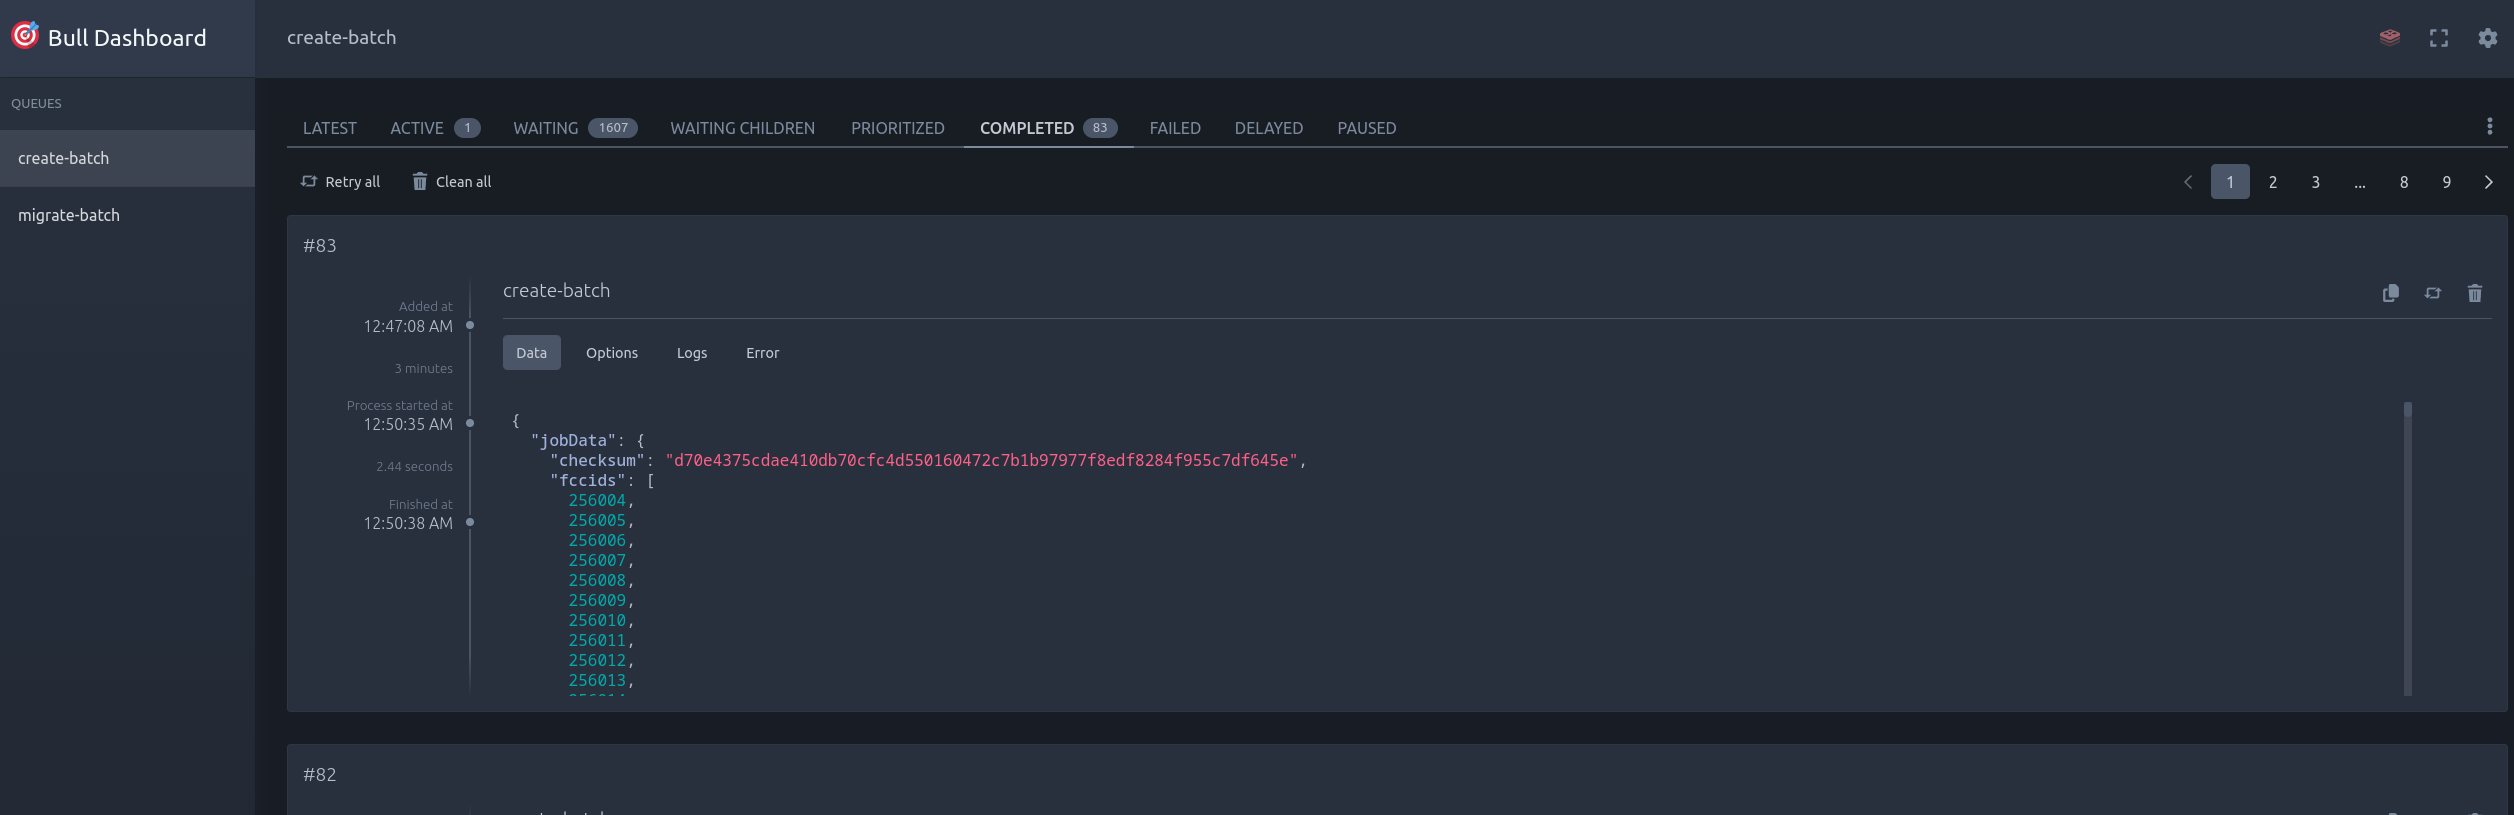 Bull Dashboard
create-batch
QUEUES
create-batch
migrate-batch
LATEST ACTIVE 1 WAITING 1607 WAITING CHILDREN PRIORITIZED COMPLETED 83 FAILED DELAYED PAUSED
Retry all Clean all
1 2 3 ... 8 9
#83
Added at
12:47:08 AM
3 minutes
Process started at
12:50:35 AM
2.44 seconds
Finished at
12:50:38 AM
create-batch
Data Options Logs Error
{
"jobData": {
"checksum": "d70e4375cdae410db70cfc4d550160472c7b1b97977f8edf8284f955c7df645e",
"fccids": [
256004,
256005,
256006,
256007,
256008,
256009,
256010,
256011,
256012,
256013,
#82